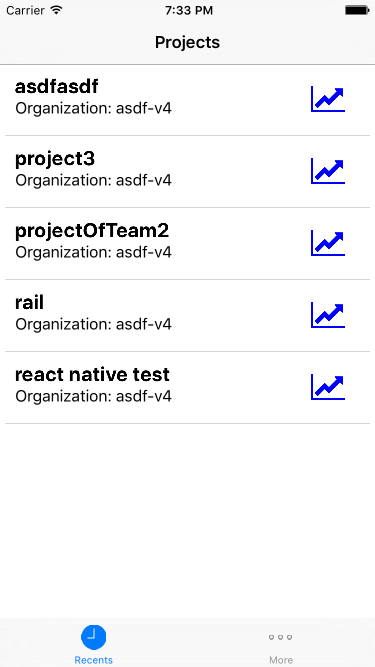 Carrier 7:33 PM
Projects
asdfasdf
Organization: asdf-v4
project3
Organization: asdf-v4
projectOfTeam2
Organization: asdf-v4
rail
Organization: asdf-v4
react native test
Organization: asdf-v4
Recents More